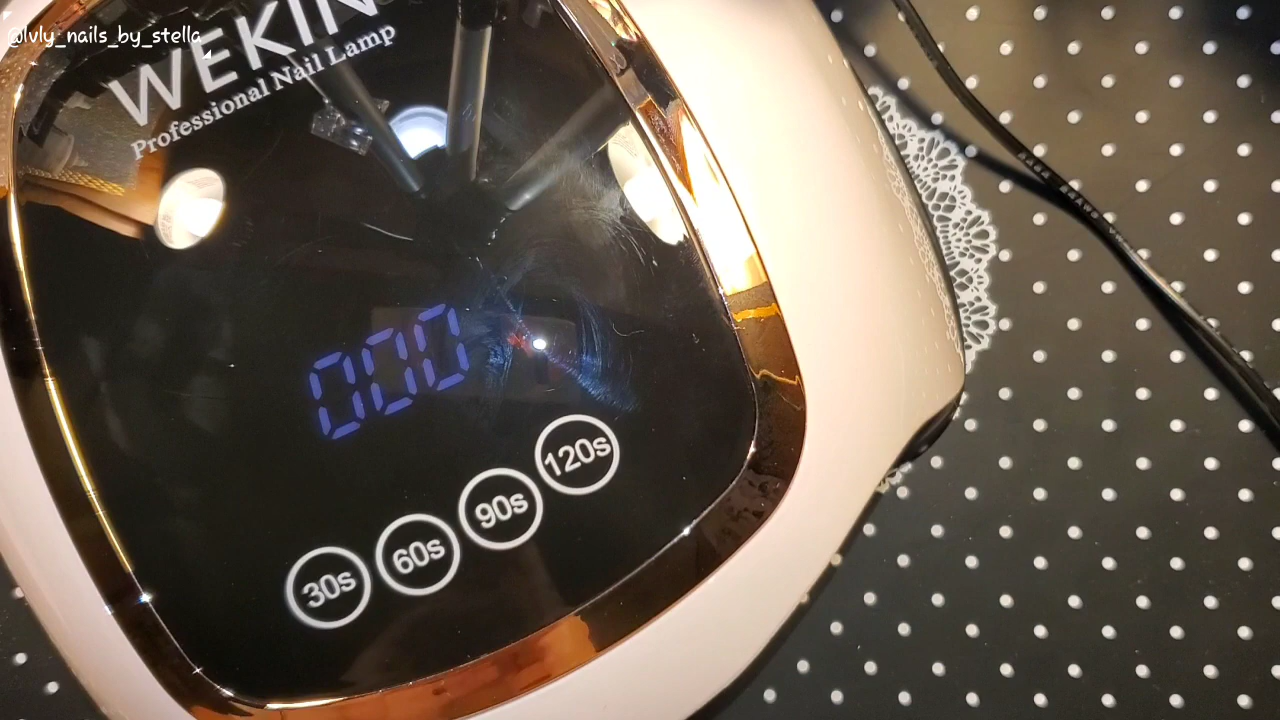 @lvly_nails_by_stella
WEKIN
Professional Nail Lamp
000
30s
60s
90s
120s